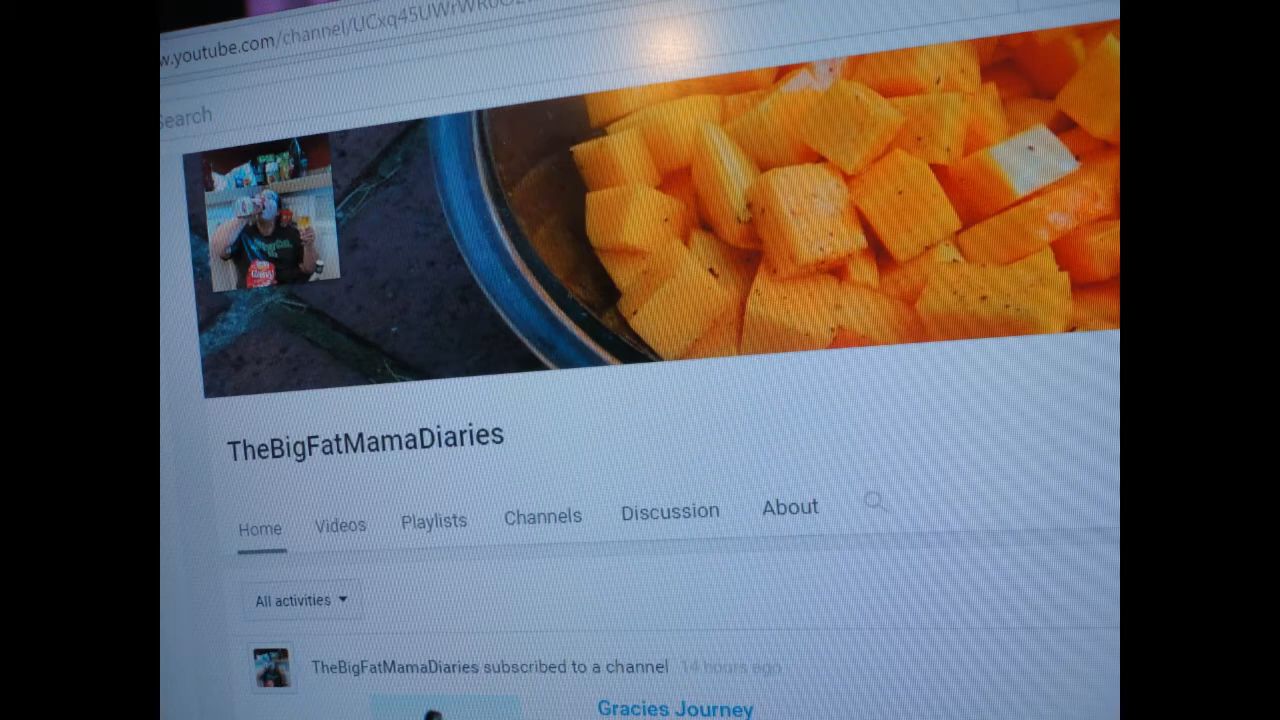 w.youtube.com/channel/UCxq45UWrWR
Search
TheBigFatMamaDiaries
Home Videos Playlists Channels Discussion About
All activities
TheBigFatMamaDiaries subscribed to a channel 14 hours ago
Gracies Journey